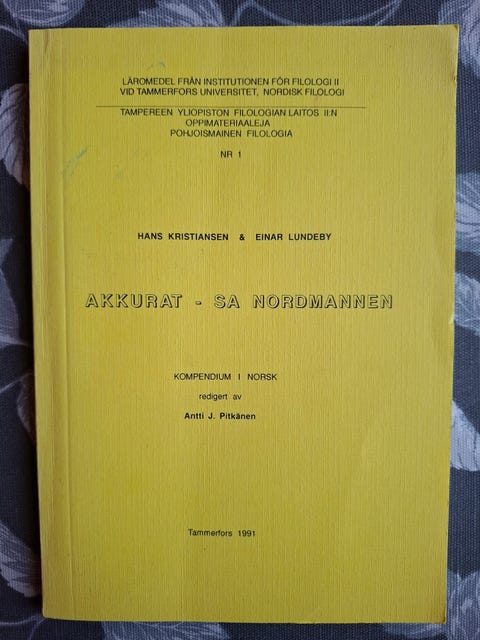 LÄROMEDEL FRÅN INSTITUTIONEN FÖR FILOLOGI II
VID TAMMERFORS UNIVERSITET, NORDISK FILOLOGI
TAMPEREEN YLIOPISTON FILOLOGIAN LAITOS II:N
OPPIMATERIAALEJA
POHJOISMAINEN FILOLOGIA
NR 1
HANS KRISTIANSEN & EINAR LUNDEBY
AKKURAT - SA NORDMANNEN
KOMPENDIUM I NORSK
redigert av
Antti J. Pitkänen
Tammerfors 1991